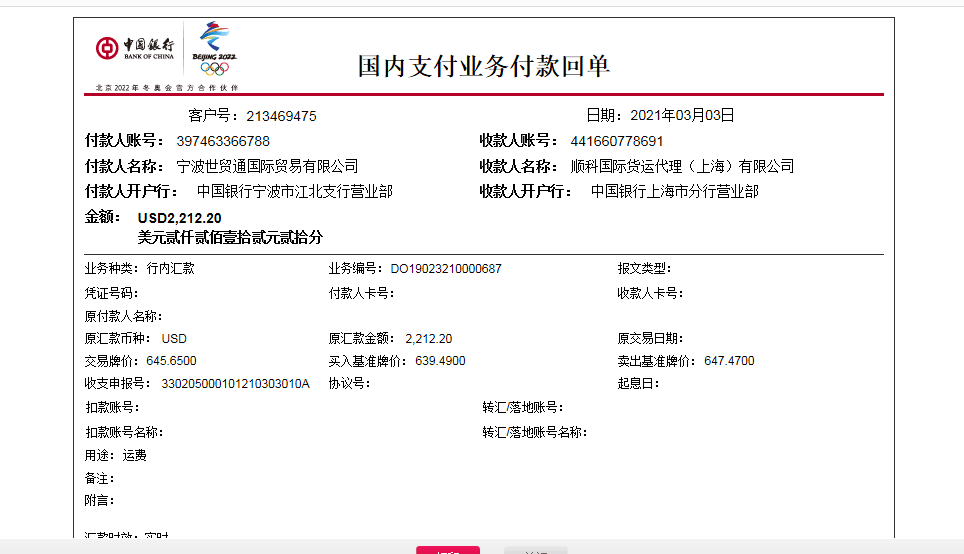 中国银行
BANK OF CHINA
BEIJING 2022
北京2022年冬奥会官方合作伙伴
国内支付业务付款回单
客户号：213469475 日期：2021年03月03日
付款人账号：397463366788 收款人账号：441660778691
付款人名称：宁波世贸通国际贸易有限公司 收款人名称：顺科国际货运代理（上海）有限公司
付款人开户行：中国银行宁波市江北支行营业部 收款人开户行：中国银行上海市分行营业部
金额：USD2,212.20
美元贰仟贰佰壹拾贰元贰拾分
业务种类：行内汇款 业务编号：DO19023210000687 报文类型：
凭证号码： 付款人卡号： 收款人卡号：
原付款人名称：
原汇款币种：USD 原汇款金额：2,212.20 原交易日期：
交易牌价：645.6500 买入基准牌价：639.4900 卖出基准牌价：647.4700
收支申报号：330205000101210303010A 协议号： 起息日：
扣款账号： 转汇/落地账号：
扣款账号名称： 转汇/落地账号名称：
用途：运费
备注：
附言：
汇款时效：实时